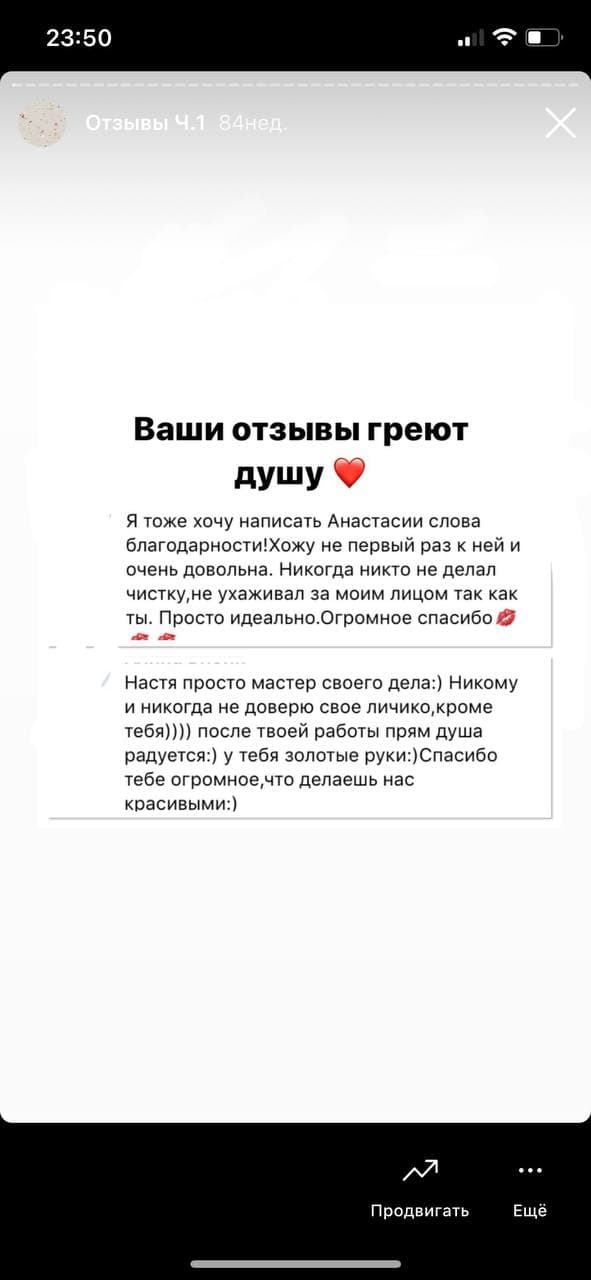 23:50
Отзывы Ч.1 84нед.
Ваши отзывы греют
душу ❤️
Я тоже хочу написать Анастасии слова
благодарности!Хожу не первый раз к ней и
очень довольна. Никогда никто не делал
чистку,не ухаживал за моим лицом так как
ты. Просто идеально.Огромное спасибо💋
💋 💋
Настя просто мастер своего дела:) Никому
и никогда не доверю свое личико,кроме
тебя)))) после твоей работы прям душа
радуется:) у тебя золотые руки:)Спасибо
тебе огромное,что делаешь нас
красивыми:)
Продвигать Ещё